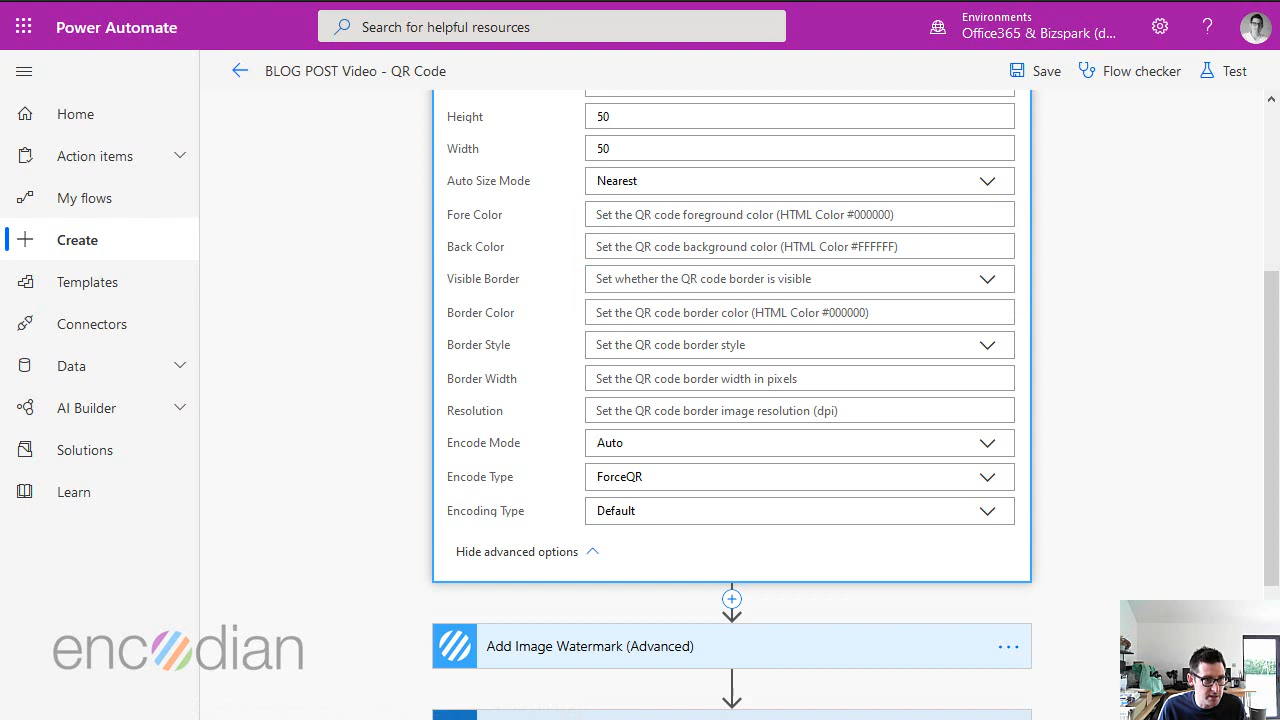 Power Automate
Search for helpful resources
Environments
Office365 & Bizspark (d...
BLOG POST Video - QR Code
Save
Flow checker
Test
Home
Action items
My flows
Create
Templates
Connectors
Data
AI Builder
Solutions
Learn
Height
50
Width
50
Auto Size Mode
Nearest
Fore Color
Set the QR code foreground color (HTML Color #000000)
Back Color
Set the QR code background color (HTML Color #FFFFFF)
Visible Border
Set whether the QR code border is visible
Border Color
Set the QR code border color (HTML Color #000000)
Border Style
Set the QR code border style
Border Width
Set the QR code border width in pixels
Resolution
Set the QR code border image resolution (dpi)
Encode Mode
Auto
Encode Type
ForceQR
Encoding Type
Default
Hide advanced options
Add Image Watermark (Advanced)
encodian